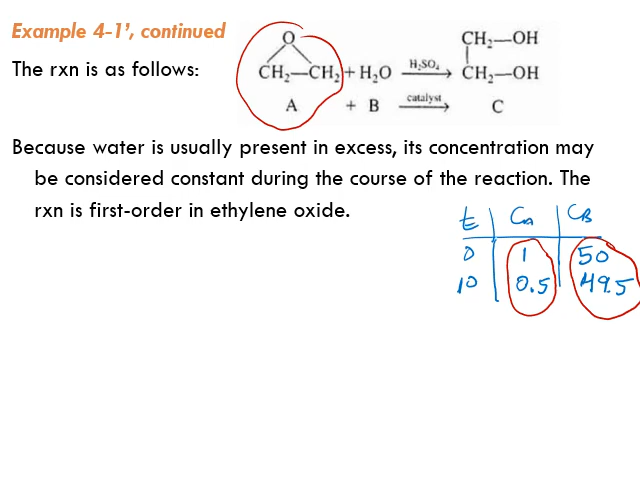 Example 4-1', continued
The rxn is as follows:
O
CH₂—CH₂ + H₂O
H₂SO₄
CH₂—OH
CH₂—OH
A + B
catalyst
C
Because water is usually present in excess, its concentration may
be considered constant during the course of the reaction. The
rxn is first-order in ethylene oxide.
t C_A C_B
0 1 50
10 0.5 49.5